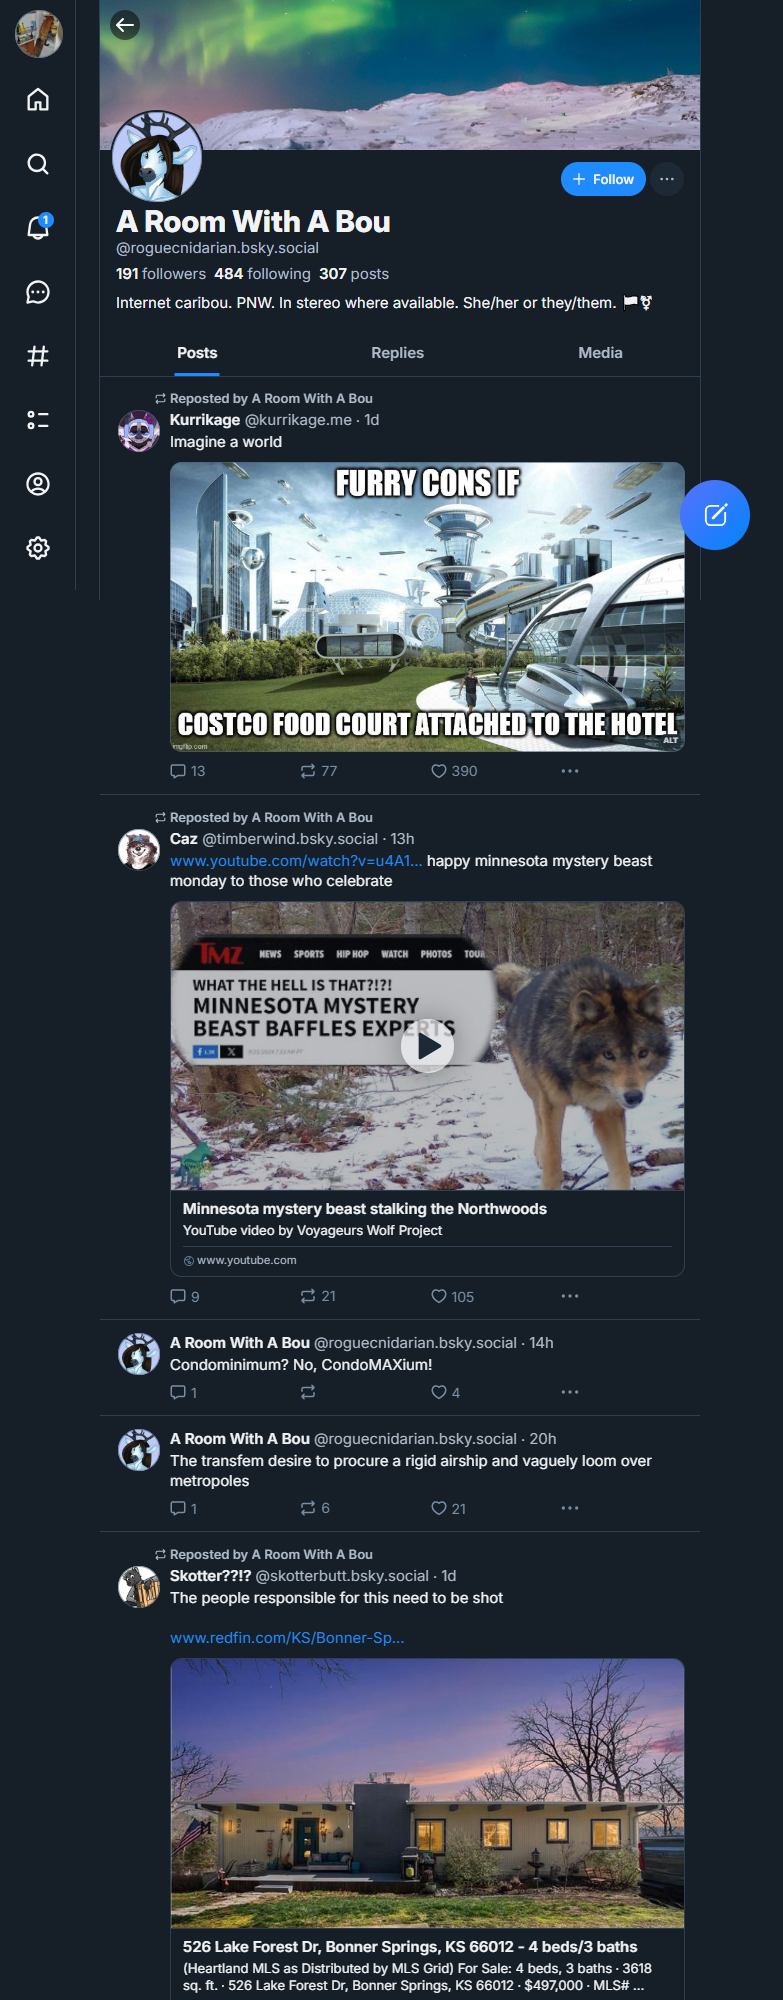 A Room With A Bou
@roguecnidarian.bsky.social
191 followers 484 following 307 posts
Internet caribou. PNW. In stereo where available. She/her or they/them. 🏳️⚧
+ Follow
1
Posts Replies Media
Reposted by A Room With A Bou
Kurrikage @kurrikage.me · 1d
Imagine a world
FURRY CONS IF
COSTCO FOOD COURT ATTACHED TO THE HOTEL
imgflip.com
ALT
13 77 390
Reposted by A Room With A Bou
Caz @timberwind.bsky.social · 13h
www.youtube.com/watch?v=u4A1... happy minnesota mystery beast
monday to those who celebrate
TMZ NEWS SPORTS HIP HOP WATCH PHOTOS TOUR
WHAT THE HELL IS THAT?!?!
MINNESOTA MYSTERY
BEAST BAFFLES EXPERTS
Minnesota mystery beast stalking the Northwoods
YouTube video by Voyageurs Wolf Project
www.youtube.com
9 21 105
A Room With A Bou @roguecnidarian.bsky.social · 14h
Condominimum? No, CondoMAXium!
1 4
A Room With A Bou @roguecnidarian.bsky.social · 20h
The transfem desire to procure a rigid airship and vaguely loom over
metropoles
1 6 21
Reposted by A Room With A Bou
Skotter??!? @skotterbutt.bsky.social · 1d
The people responsible for this need to be shot
www.redfin.com/KS/Bonner-Sp...
526 Lake Forest Dr, Bonner Springs, KS 66012 - 4 beds/3 baths
(Heartland MLS as Distributed by MLS Grid) For Sale: 4 beds, 3 baths · 3618
sq. ft. · 526 Lake Forest Dr, Bonner Springs, KS 66012 · $497,000 · MLS# ...